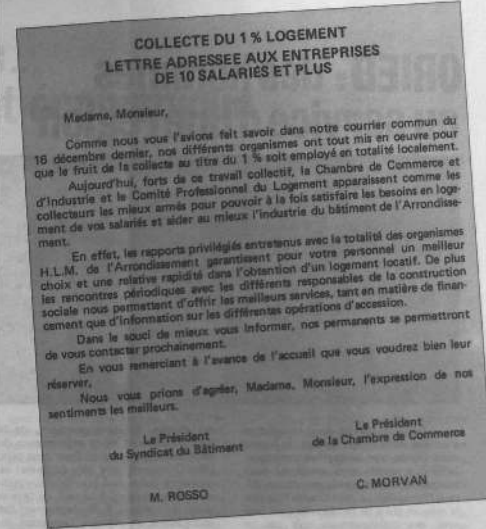 COLLECTE DU 1 % LOGEMENT
LETTRE ADRESSEE AUX ENTREPRISES
DE 10 SALARIÉS ET PLUS
Madame, Monsieur,
Comme nous vous l'avions fait savoir dans notre courrier commun du
16 décembre dernier, nos différents organismes ont tout mis en oeuvre pour
que le fruit de la collecte au titre du 1 % soit employé en totalité localement.
Aujourd'hui, forts de ce travail collectif, la Chambre de Commerce et
d'Industrie et le Comité Professionnel du Logement apparaissent comme les
collecteurs les mieux armés pour pouvoir à la fois satisfaire les besoins en loge-
ment de vos salariés et aider au mieux l'industrie du bâtiment de l'Arrondisse-
ment.
En effet, les rapports privilégiés entretenus avec la totalité des organismes
H.L.M. de l'Arrondissement garantissent pour votre personnel un meilleur
choix et une relative rapidité dans l'obtention d'un logement locatif. De plus
les rencontres périodiques avec les différents responsables de la construction
sociale nous permettent d'offrir les meilleurs services, tant en matière de finan-
cement que d'information sur les différentes opérations d'accession.
Dans le souci de mieux vous informer, nos permanents se permettront
de vous contacter prochainement.
En vous remerciant à l'avance de l'accueil que vous voudrez bien leur
réserver,
Nous vous prions d'agréer, Madame, Monsieur, l'expression de nos
sentiments les meilleurs.
Le Président
du Syndicat du Bâtiment
Le Président
de la Chambre de Commerce
M. ROSSO
C. MORVAN